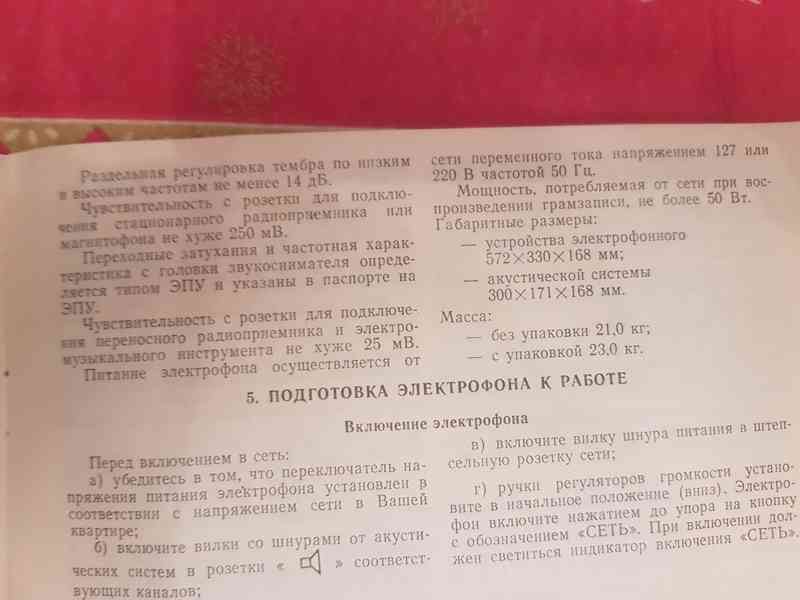 Раздельная регулировка тембра по низким
и высоким частотам не менее 14 дБ.
Чувствительность с розетки для подклю-
чения стационарного радиоприемника или
магнитофона не хуже 250 мВ.
Переходные затухания и частотная харак-
теристика с головки звукоснимателя опреде-
ляется типом ЭПУ и указаны в паспорте на
ЭПУ.
Чувствительность с розетки для подключе-
ния переносного радиоприемника и электро-
музыкального инструмента не хуже 25 мВ.
Питание электрофона осуществляется от
сети переменного тока напряжением 127 или
220 В частотой 50 Гц.
Мощность, потребляемая от сети при вос-
произведении грамзаписи, не более 50 Вт.
Габаритные размеры:
— устройства электрофонного
572×330×168 мм;
— акустической системы
300×171×168 мм.
Масса:
— без упаковки 21,0 кг;
— с упаковкой 23,0 кг.
5. ПОДГОТОВКА ЭЛЕКТРОФОНА К РАБОТЕ
Включение электрофона
Перед включением в сеть:
а) убедитесь в том, что переключатель на-
пряжения питания электрофона установлен в
соответствии с напряжением сети в Вашей
квартире;
б) включите вилки со шнурами от акусти-
ческих систем в розетки « » соответст-
вующих каналов;
в) включите вилку шнура питания в штеп-
сельную розетку сети;
г) ручки регуляторов громкости устано-
вите в начальное положение (вниз). Электро-
фон включите нажатием до упора на кнопку
с обозначением «СЕТЬ». При включении дол-
жен светиться индикатор включения «СЕТЬ».